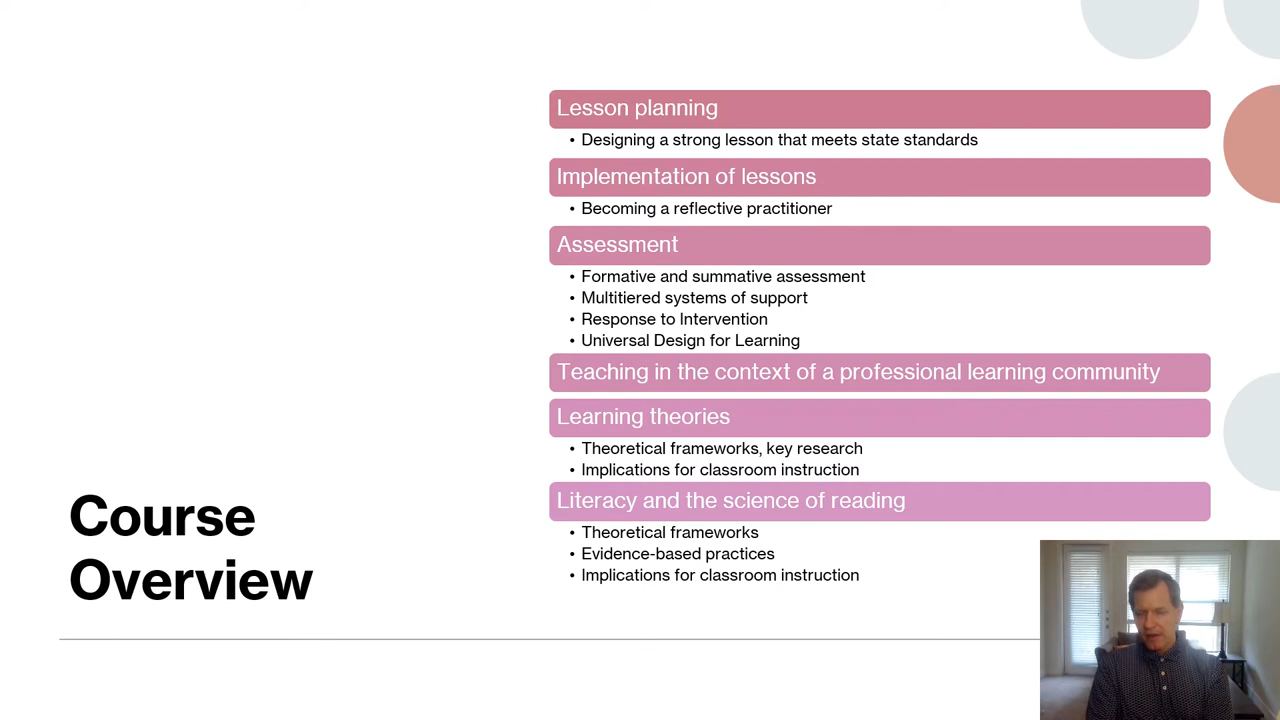 Course
Overview
Lesson planning
• Designing a strong lesson that meets state standards
Implementation of lessons
• Becoming a reflective practitioner
Assessment
• Formative and summative assessment
• Multitiered systems of support
• Response to Intervention
• Universal Design for Learning
Teaching in the context of a professional learning community
Learning theories
• Theoretical frameworks, key research
• Implications for classroom instruction
Literacy and the science of reading
• Theoretical frameworks
• Evidence-based practices
• Implications for classroom instruction